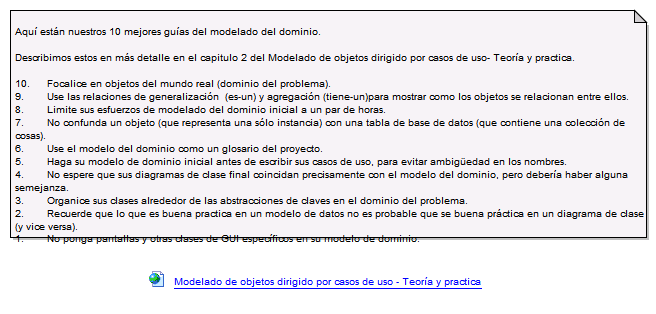 Aquí están nuestros 10 mejores guías del modelado del dominio.
Describimos estos en más detalle en el capitulo 2 del Modelado de objetos dirigido por casos de uso- Teoría y practica.
10. Focalice en objetos del mundo real (dominio del problema).
9. Use las relaciones de generalización (es-un) y agregación (tiene-un)para mostrar como los objetos se relacionan entre ellos.
8. Limite sus esfuerzos de modelado del dominio inicial a un par de horas.
7. No confunda un objeto (que representa una sólo instancia) con una tabla de base de datos (que contiene una colección de
cosas).
6. Use el modelo del dominio como un glosario del proyecto.
5. Haga su modelo de dominio inicial antes de escribir sus casos de uso, para evitar ambigüedad en los nombres.
4. No espere que sus diagramas de clase final coincidan precisamente con el modelo del dominio, pero debería haber alguna
semejanza.
3. Organice sus clases alrededor de las abstracciones de claves en el dominio del problema.
2. Recuerde que lo que es buena practica en un modelo de datos no es probable que se buena práctica en un diagrama de clase
(y vice versa).
1. No ponga pantallas y otras clases de GUI específicos en su modelo de dominio.
Modelado de objetos dirigido por casos de uso - Teoría y practica